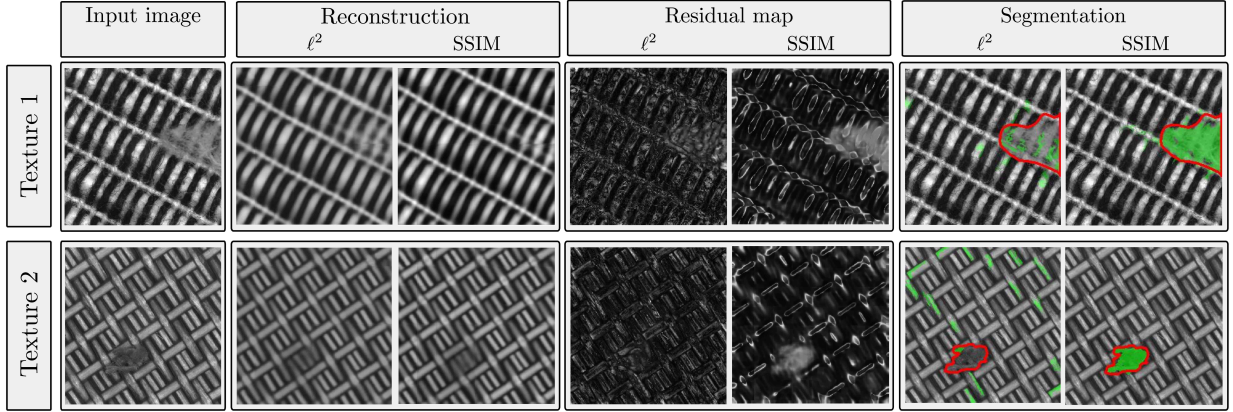 Input image
Reconstruction
Residual map
Segmentation
ℓ² SSIM
ℓ² SSIM
ℓ² SSIM
Texture 1
Texture 2